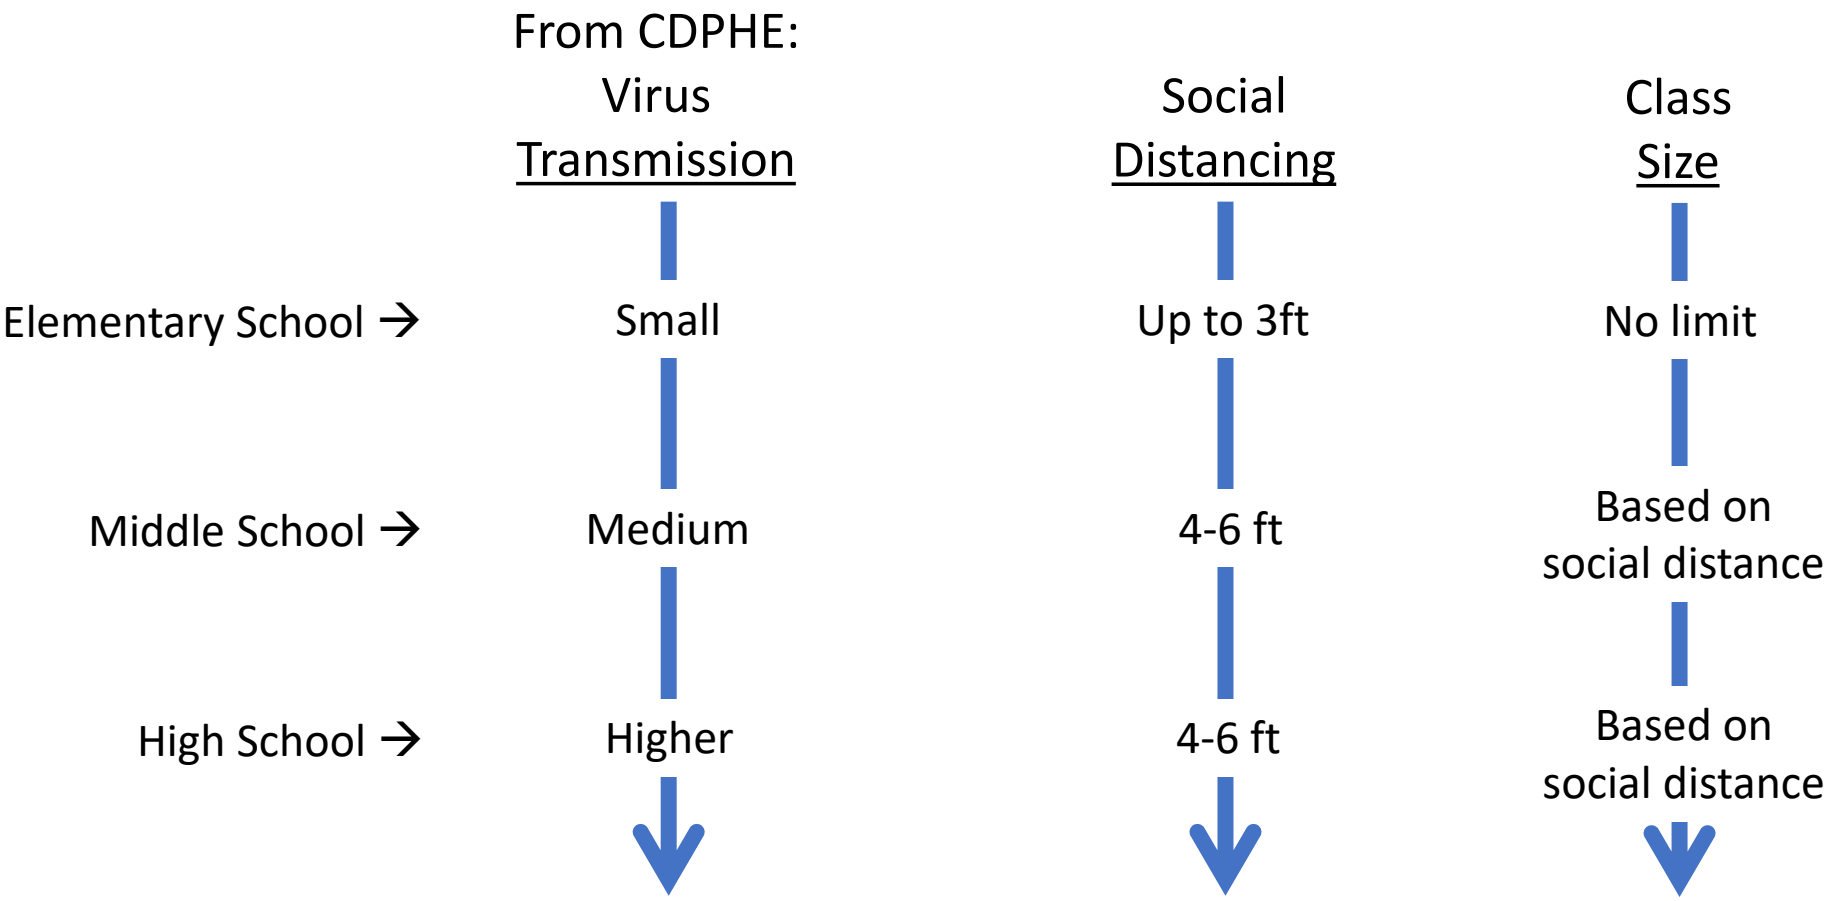 From CDPHE:
Virus
Transmission
Social
Distancing
Class
Size
Elementary School → Small Up to 3ft No limit
Middle School → Medium 4-6 ft Based on
social distance
High School → Higher 4-6 ft Based on
social distance